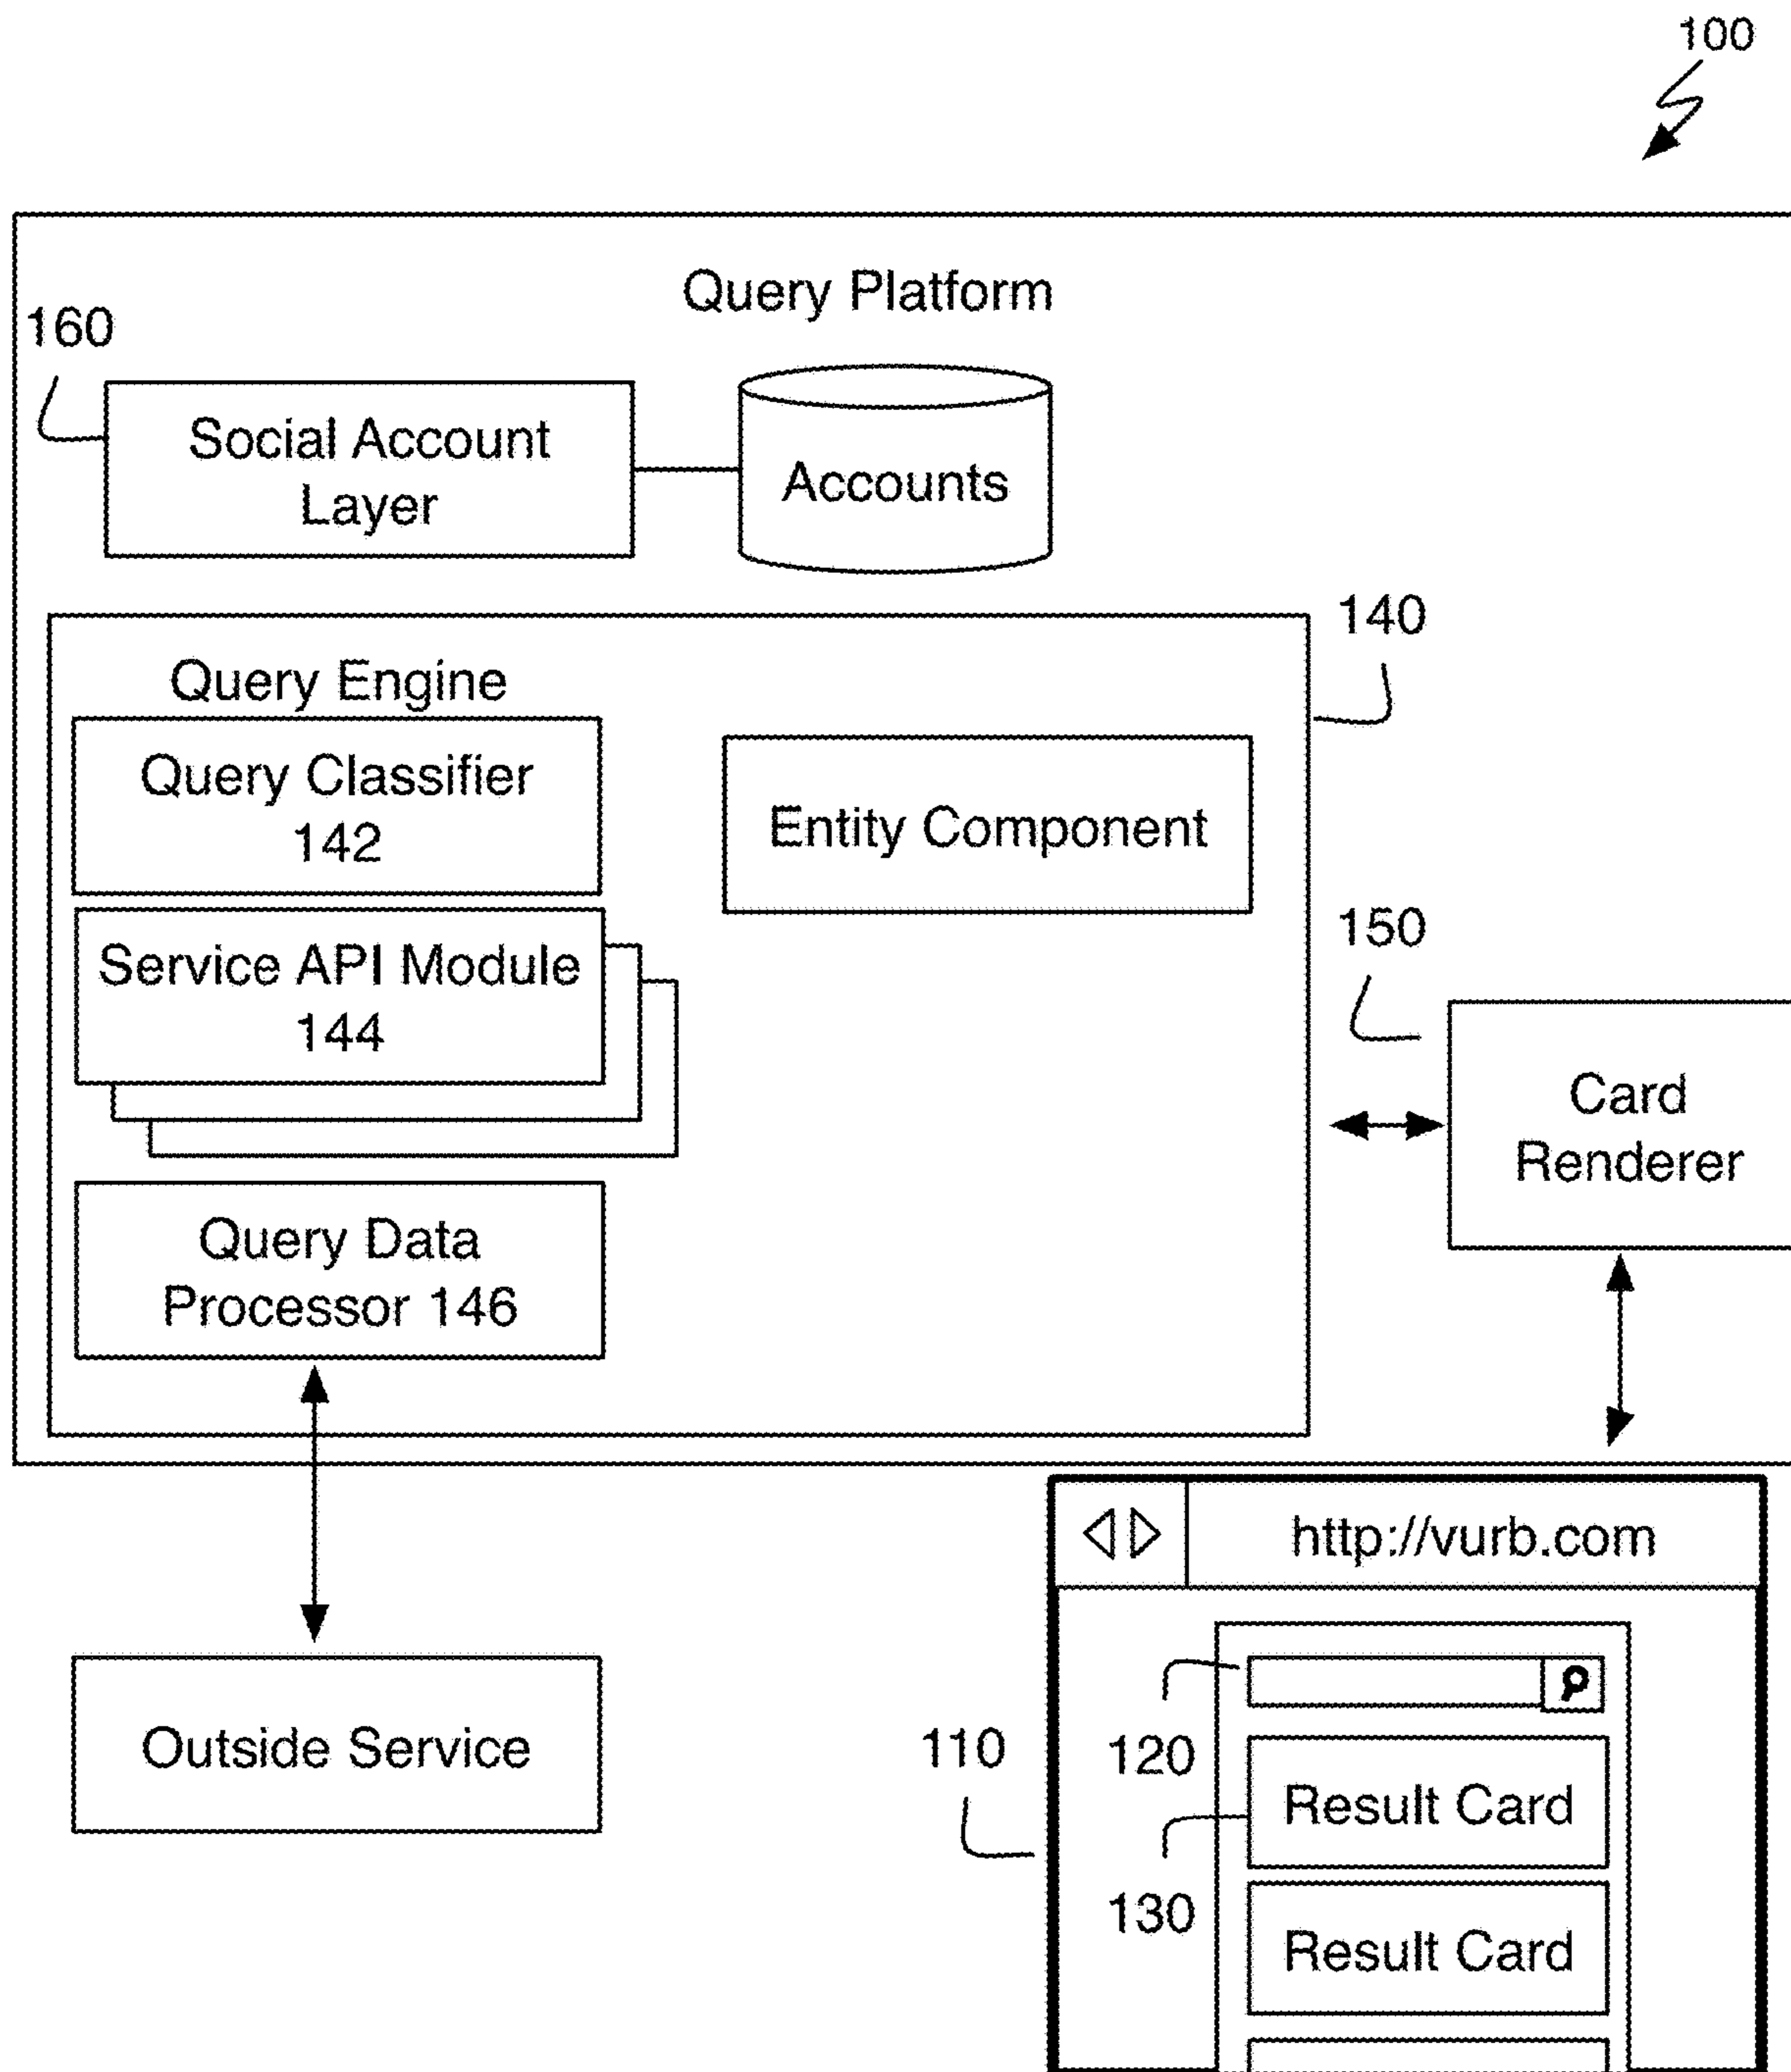 100
Query Platform
160
Social Account
Layer
Accounts
140
Query Engine
Query Classifier
142
Entity Component
150
Service API Module
144
Card
Renderer
Query Data
Processor 146
http://vurb.com
Outside Service
110
120
Result Card
130
Result Card